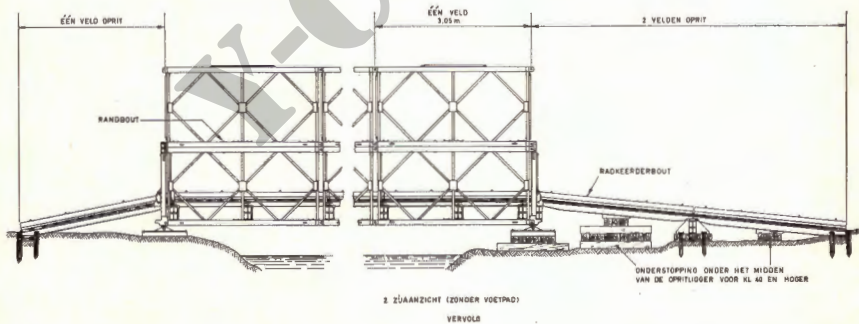 ÉÉN VELD OPRIT
ÉÉN VELD
3,05 m
2 VELDEN OPRIT
RANDBOUT
RADKEERDERBOUT
ONDERSTOPPING ONDER HET MIDDEN
VAN DE OPRITLIGGER VOOR KL 40 EN HOGER
2 ZIJAANZICHT (ZONDER VOETPAD)
VERVOLG